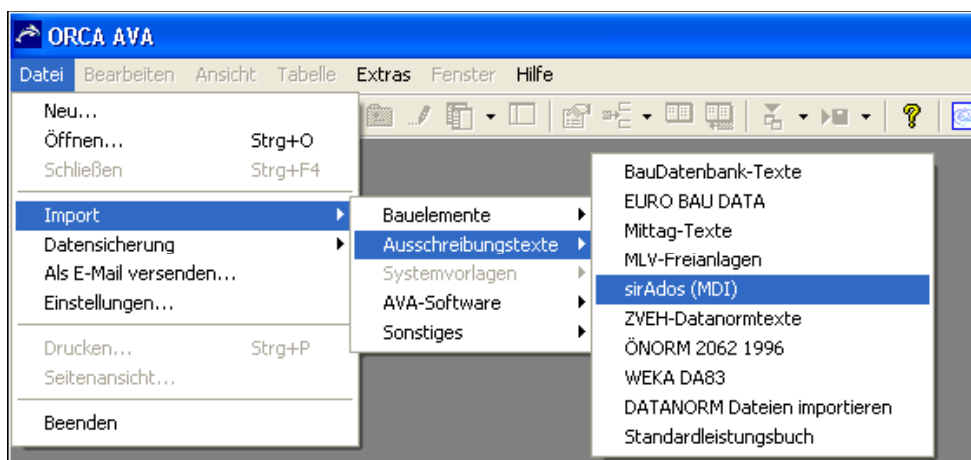 ORCA AVA
Datei Bearbeiten Ansicht Tabelle Extras Fenster Hilfe
Neu...
Öffnen... Strg+O
Schließen Strg+F4
Import
Datensicherung
Als E-Mail versenden...
Einstellungen...
Drucken... Strg+P
Seitenansicht...
Beenden
Bauelemente
Ausschreibungstexte
Systemvorlagen
AVA-Software
Sonstiges
BauDatenbank-Texte
EURO BAU DATA
Mittag-Texte
MLV-Freianlagen
sirAdos (MDI)
ZVEH-Datanormtexte
ÖNORM 2062 1996
WEKA DA83
DATANORM Dateien importieren
Standardleistungsbuch